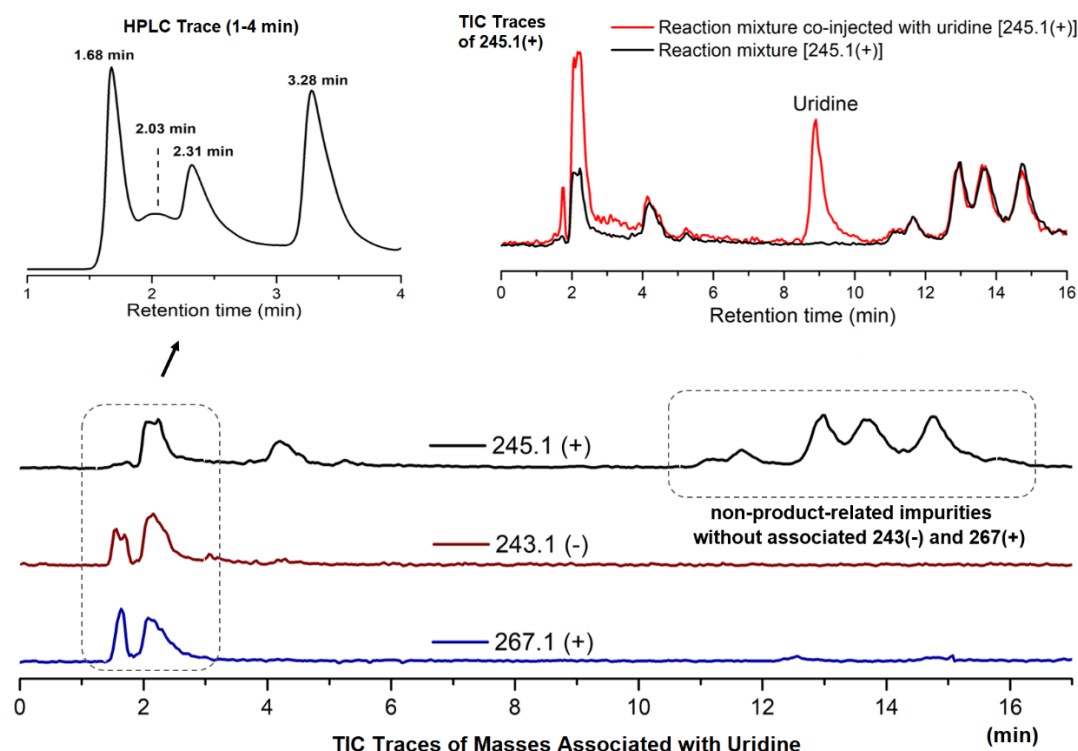 HPLC Trace (1-4 min)
1.68 min
2.03 min
2.31 min
3.28 min
1 2 3 4
Retention time (min)
TIC Traces
of 245.1(+)
Reaction mixture co-injected with uridine [245.1(+)]
Reaction mixture [245.1(+)]
Uridine
0 2 4 6 8 10 12 14 16
Retention time (min)
245.1 (+)
non-product-related impurities
without associated 243(-) and 267(+)
243.1 (-)
267.1 (+)
0 2 4 6 8 10 12 14 16
(min)
TIC Traces of Masses Associated with Uridine